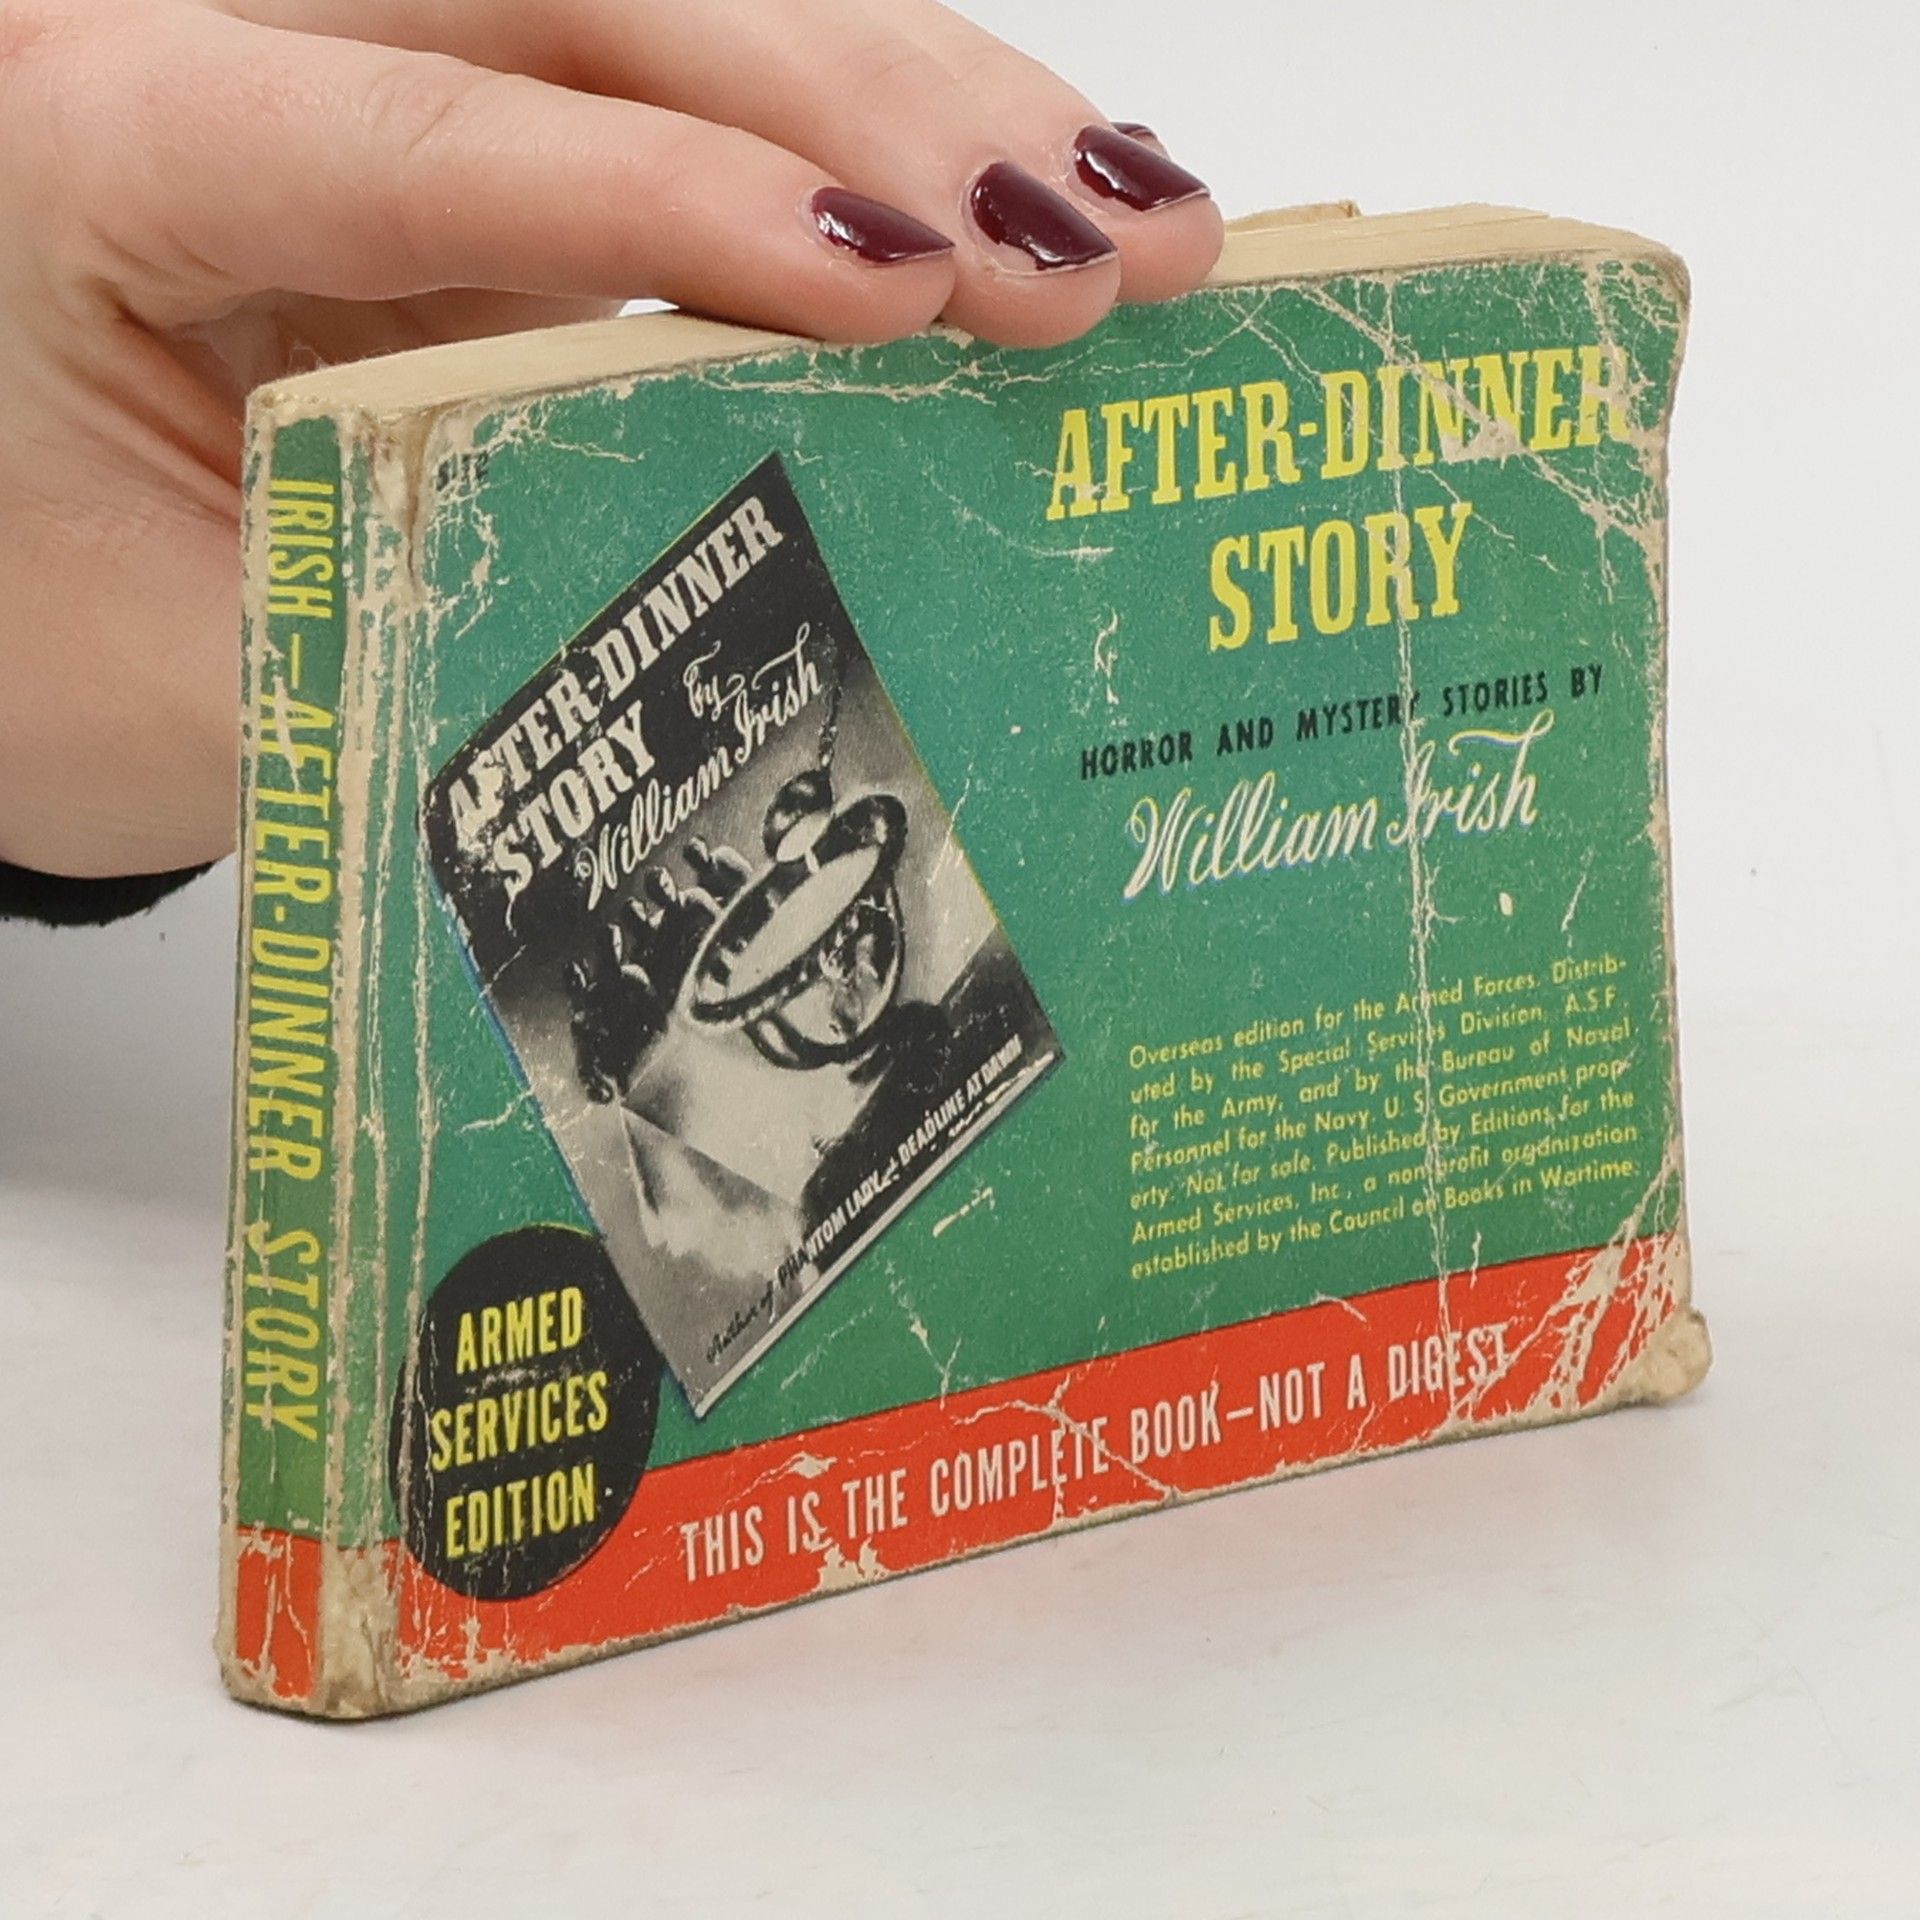 IRISH — AFTER-DINNER STORY
AFTER-DINNER
STORY
by
William Irish
Author of PHANTOM LADY and DEADLINE AT DAWN
AFTER-DINNER
STORY
HORROR AND MYSTERY STORIES BY
William Irish
Overseas edition for the Armed Forces. Distrib-
uted by the Special Services Division, A.S.F.,
for the Army, and by the Bureau of Naval
Personnel for the Navy. U. S. Government prop-
erty. Not for sale. Published by Editions for the
Armed Services, Inc., a non-profit organization
established by the Council on Books in Wartime.
ARMED
SERVICES
EDITION
THIS IS THE COMPLETE BOOK—NOT A DIGEST